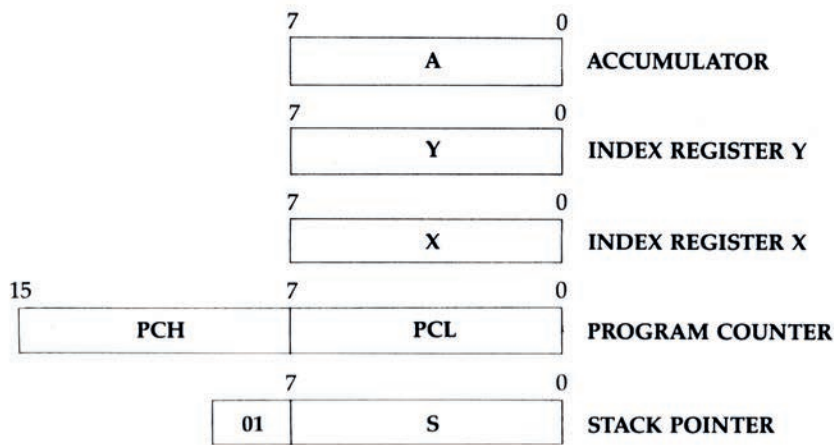 7 0
A ACCUMULATOR
7 0
Y INDEX REGISTER Y
7 0
X INDEX REGISTER X
15 7 0
PCH PCL PROGRAM COUNTER
7 0
01 S STACK POINTER